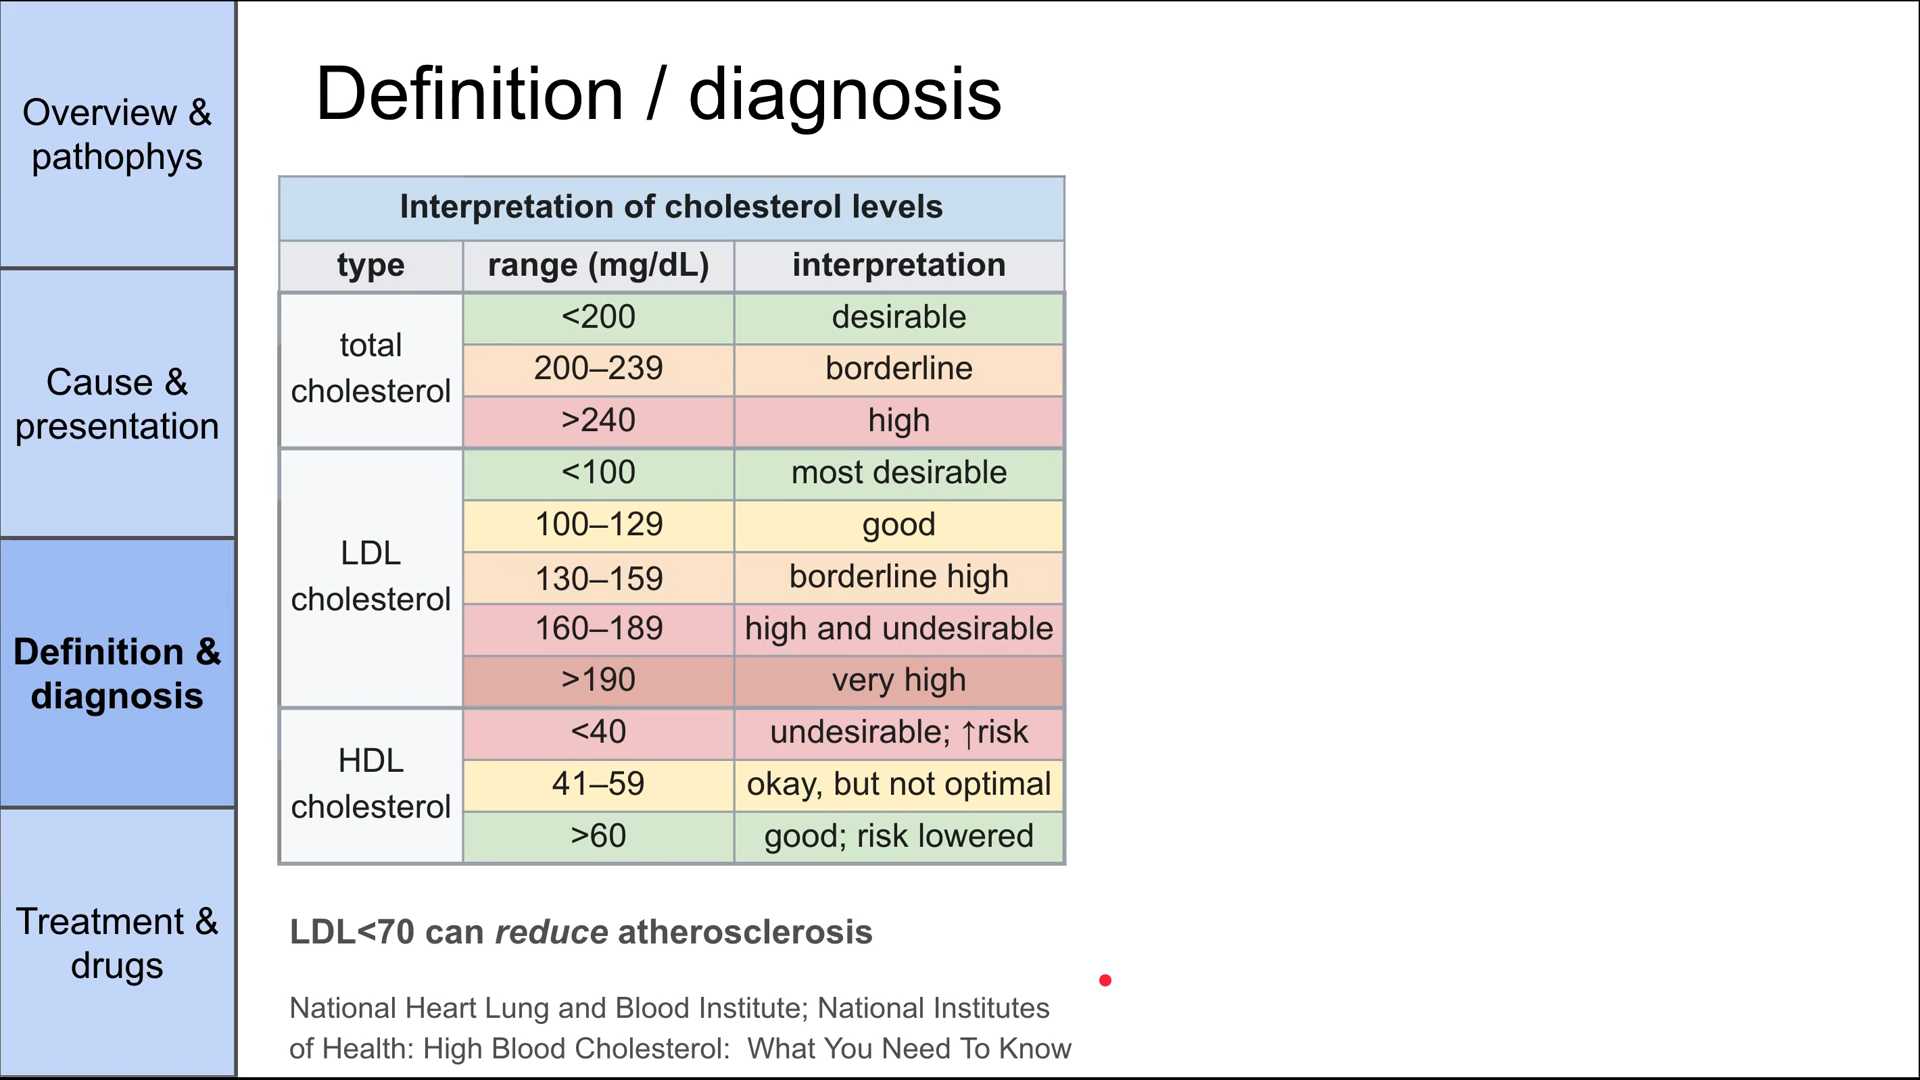 Overview &
pathophys
Cause &
presentation
Definition &
diagnosis
Treatment &
drugs
Definition / diagnosis
Interpretation of cholesterol levels
type range (mg/dL) interpretation
total
cholesterol
<200 desirable
200–239 borderline
>240 high
LDL
cholesterol
<100 most desirable
100–129 good
130–159 borderline high
160–189 high and undesirable
>190 very high
HDL
cholesterol
<40 undesirable; ↑risk
41–59 okay, but not optimal
>60 good; risk lowered
LDL<70 can reduce atherosclerosis
National Heart Lung and Blood Institute; National Institutes
of Health: High Blood Cholesterol:  What You Need To Know